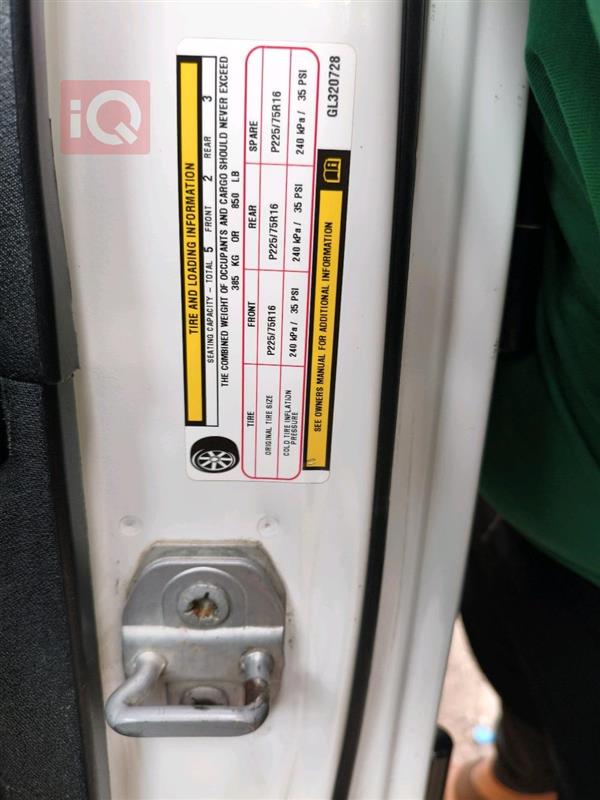 iQ
TIRE AND LOADING INFORMATION
SEATING CAPACITY - TOTAL 5 FRONT 2 REAR 3
THE COMBINED WEIGHT OF OCCUPANTS AND CARGO SHOULD NEVER EXCEED
385 KG OR 850 LB
TIRE FRONT REAR SPARE
ORIGINAL TIRE SIZE P225/75R16 P225/75R16 P225/75R16
COLD TIRE INFLATION PRESSURE 240 kPa / 35 PSI 240 kPa / 35 PSI 240 kPa / 35 PSI
SEE OWNERS MANUAL FOR ADDITIONAL INFORMATION
GL320728